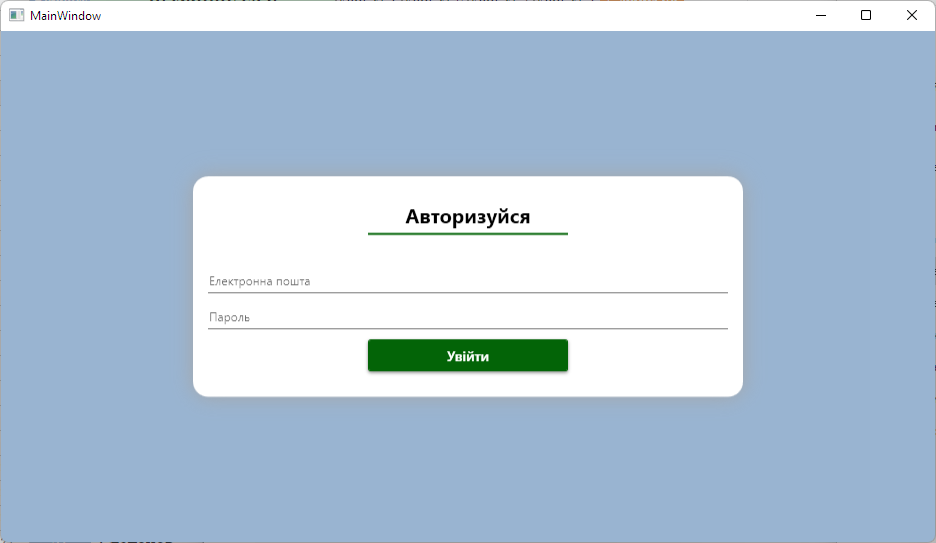 MainWindow
Авторизуйся
Електронна пошта
Пароль
Увійти